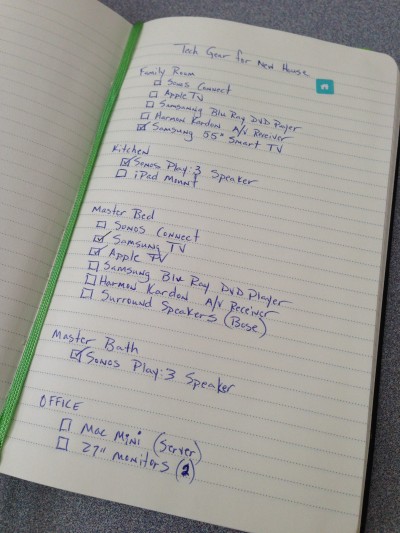 Tech Gear for New House
Family Room
☐ Sonos Connect
☐ Apple TV
☐ Samsung Blu Ray DVD Player
☐ Harmon Kardon A/V Receiver
☑ Samsung 55" Smart TV
Kitchen
☑ Sonos Play:3 Speaker
☐ iPad Mount
Master Bed
☐ Sonos Connect
☑ Samsung TV
☑ Apple TV
☐ Samsung Blu Ray DVD Player
☐ Harmon Kardon A/V Receiver
☐ Surround Speakers (Bose)
Master Bath
☑ Sonos Play:3 Speaker
OFFICE
☐ Mac Mini (Server)
☐ 27" Monitors (2)